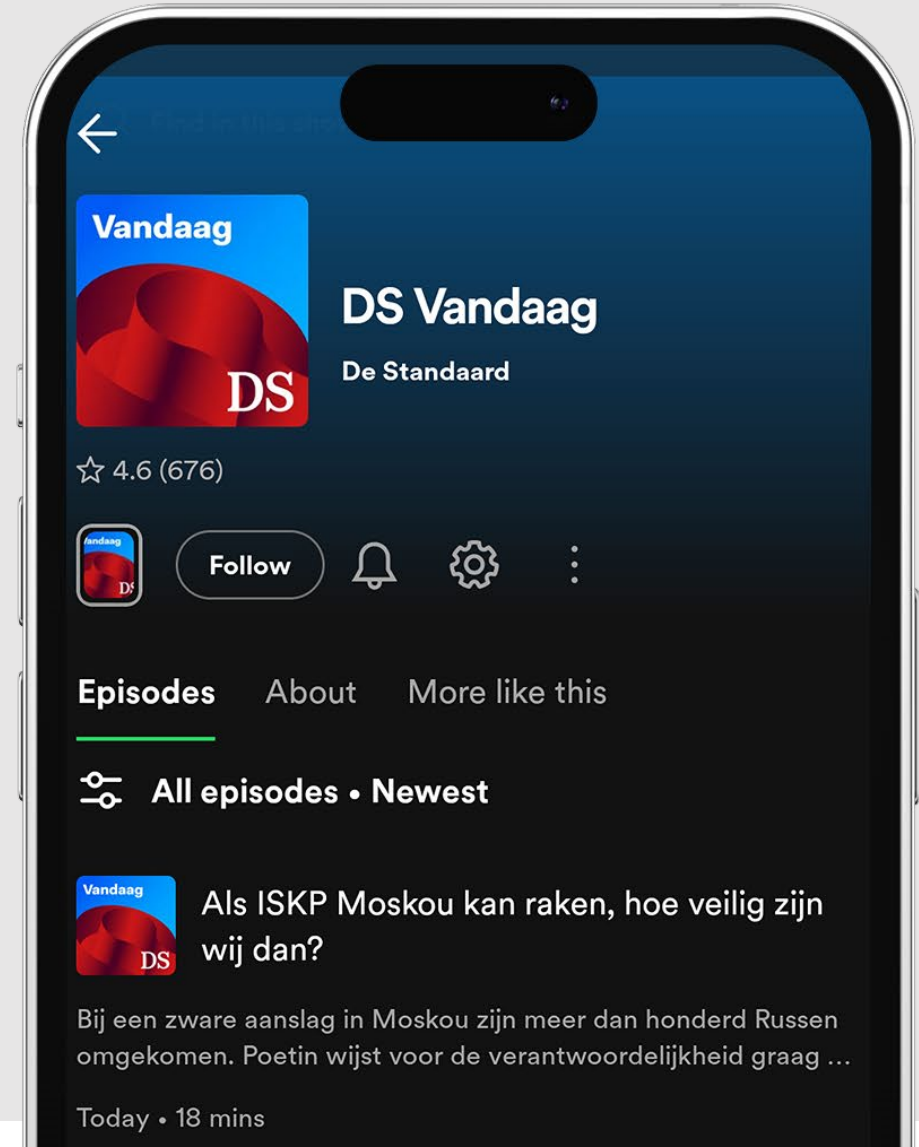 Vandaag
DS
DS Vandaag
De Standaard
4.6 (676)
Follow
Episodes
About
More like this
All episodes • Newest
Vandaag
DS
Als ISKP Moskou kan raken, hoe veilig zijn
wij dan?
Bij een zware aanslag in Moskou zijn meer dan honderd Russen
omgekomen. Poetin wijst voor de verantwoordelijkheid graag ...
Today • 18 mins